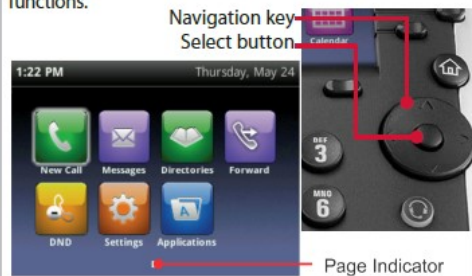 functions.
Navigation key
Select button
1:22 PM Thursday, May 24
New Call Messages Directories Forward
DND Settings Applications
Calendar
DEF
3
MNO
6
Page Indicator